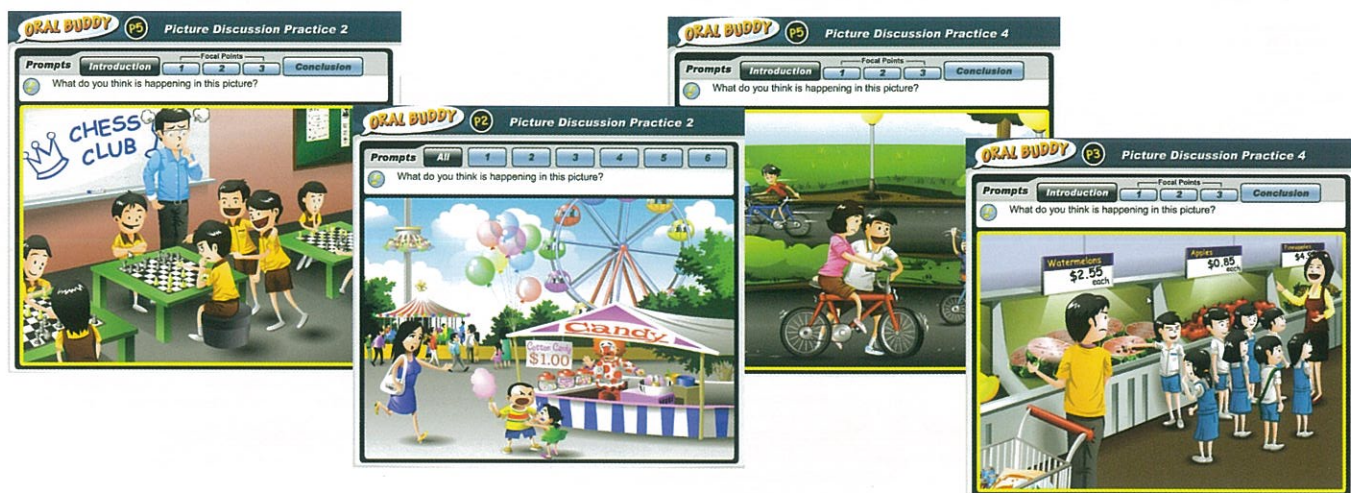 ORAL BUDDY P5 Picture Discussion Practice 2
Focal Points
Prompts Introduction 1 2 3 Conclusion
What do you think is happening in this picture?
CHESS
CLUB
ORAL BUDDY P2 Picture Discussion Practice 2
Prompts All 1 2 3 4 5 6
What do you think is happening in this picture?
Candy
Cotton Candy
$1.00
ORAL BUDDY P5 Picture Discussion Practice 4
Focal Points
Prompts Introduction 1 2 3 Conclusion
What do you think is happening in this picture?
ORAL BUDDY P3 Picture Discussion Practice 4
Focal Points
Prompts Introduction 1 2 3 Conclusion
What do you think is happening in this picture?
Watermelons
$2.55
each
Apples
$0.85
each
Pineapples
$4.